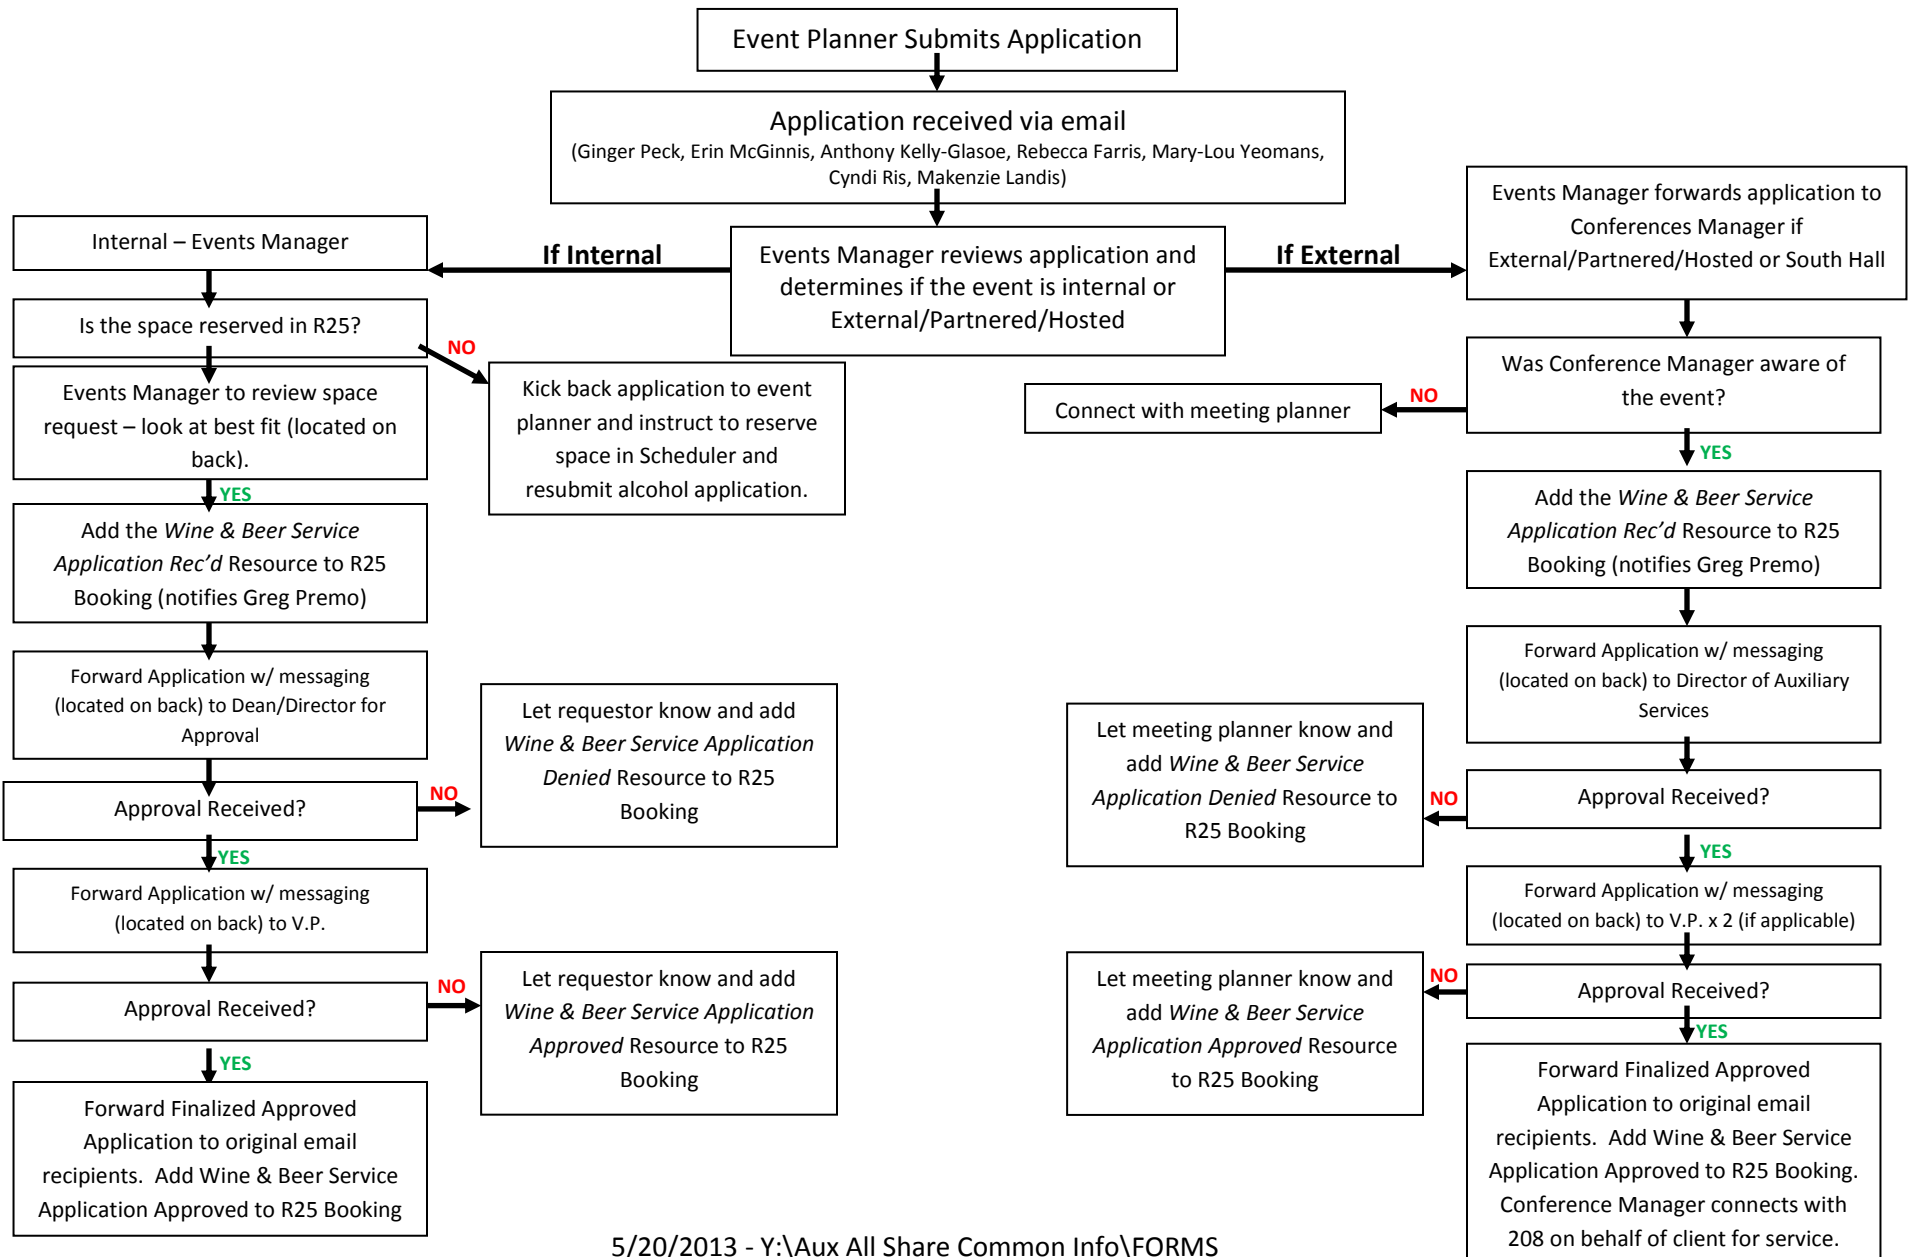 Event Planner Submits Application
Application received via email
(Ginger Peck, Erin McGinnis, Anthony Kelly-Glasoe, Rebecca Farris, Mary-Lou Yeomans,
Cyndi Ris, Makenzie Landis)
Events Manager reviews application and
determines if the event is internal or
External/Partnered/Hosted
If Internal
If External
Internal – Events Manager
Is the space reserved in R25?
NO
Kick back application to event
planner and instruct to reserve
space in Scheduler and
resubmit alcohol application.
Events Manager to review space
request – look at best fit (located on
back).
YES
Add the Wine & Beer Service
Application Rec’d Resource to R25
Booking (notifies Greg Premo)
Forward Application w/ messaging
(located on back) to Dean/Director for
Approval
Approval Received?
NO
Let requestor know and add
Wine & Beer Service Application
Denied Resource to R25
Booking
YES
Forward Application w/ messaging
(located on back) to V.P.
Approval Received?
NO
Let requestor know and add
Wine & Beer Service Application
Approved Resource to R25
Booking
YES
Forward Finalized Approved
Application to original email
recipients. Add Wine & Beer Service
Application Approved to R25 Booking
Events Manager forwards application to
Conferences Manager if
External/Partnered/Hosted or South Hall
Was Conference Manager aware of
the event?
NO
Connect with meeting planner
YES
Add the Wine & Beer Service
Application Rec’d Resource to R25
Booking (notifies Greg Premo)
Forward Application w/ messaging
(located on back) to Director of Auxiliary
Services
Approval Received?
NO
Let meeting planner know and
add Wine & Beer Service
Application Denied Resource to
R25 Booking
YES
Forward Application w/ messaging
(located on back) to V.P. x 2 (if applicable)
Approval Received?
NO
Let meeting planner know and
add Wine & Beer Service
Application Approved Resource
to R25 Booking
YES
Forward Finalized Approved
Application to original email
recipients. Add Wine & Beer Service
Application Approved to R25 Booking.
Conference Manager connects with
208 on behalf of client for service.
5/20/2013 - Y:\Aux All Share Common Info\FORMS